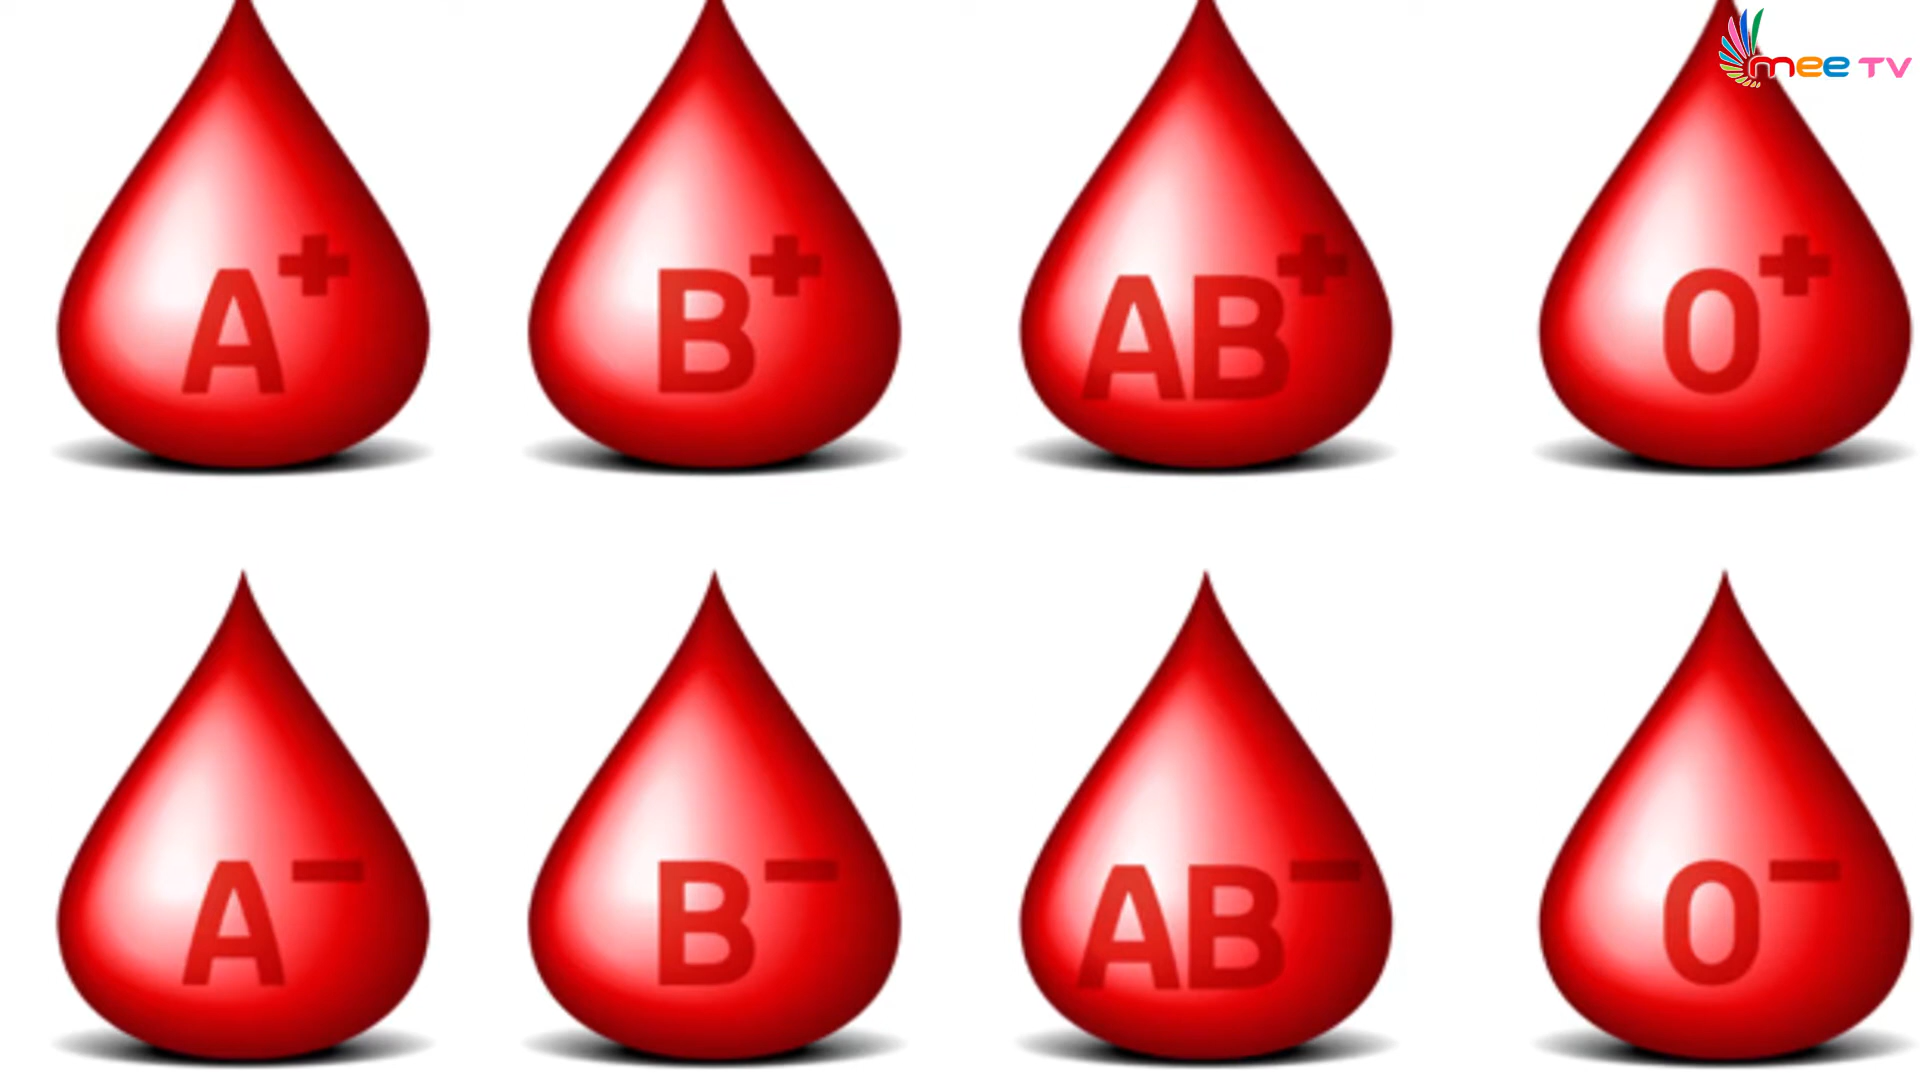 mee TV
A+ B+ AB+ O+
A− B− AB− O−